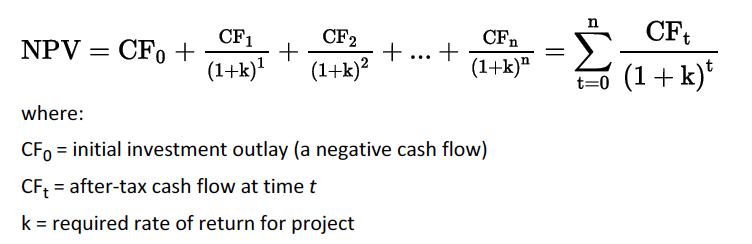 NPV = CF₀ + CF₁/(1+k)¹ + CF₂/(1+k)² + ... + CFₙ/(1+k)ⁿ = ∑ₜ₌₀ⁿ CFₜ/(1 + k)ᵗ
where:
CF₀ = initial investment outlay (a negative cash flow)
CFₜ = after-tax cash flow at time t
k = required rate of return for project